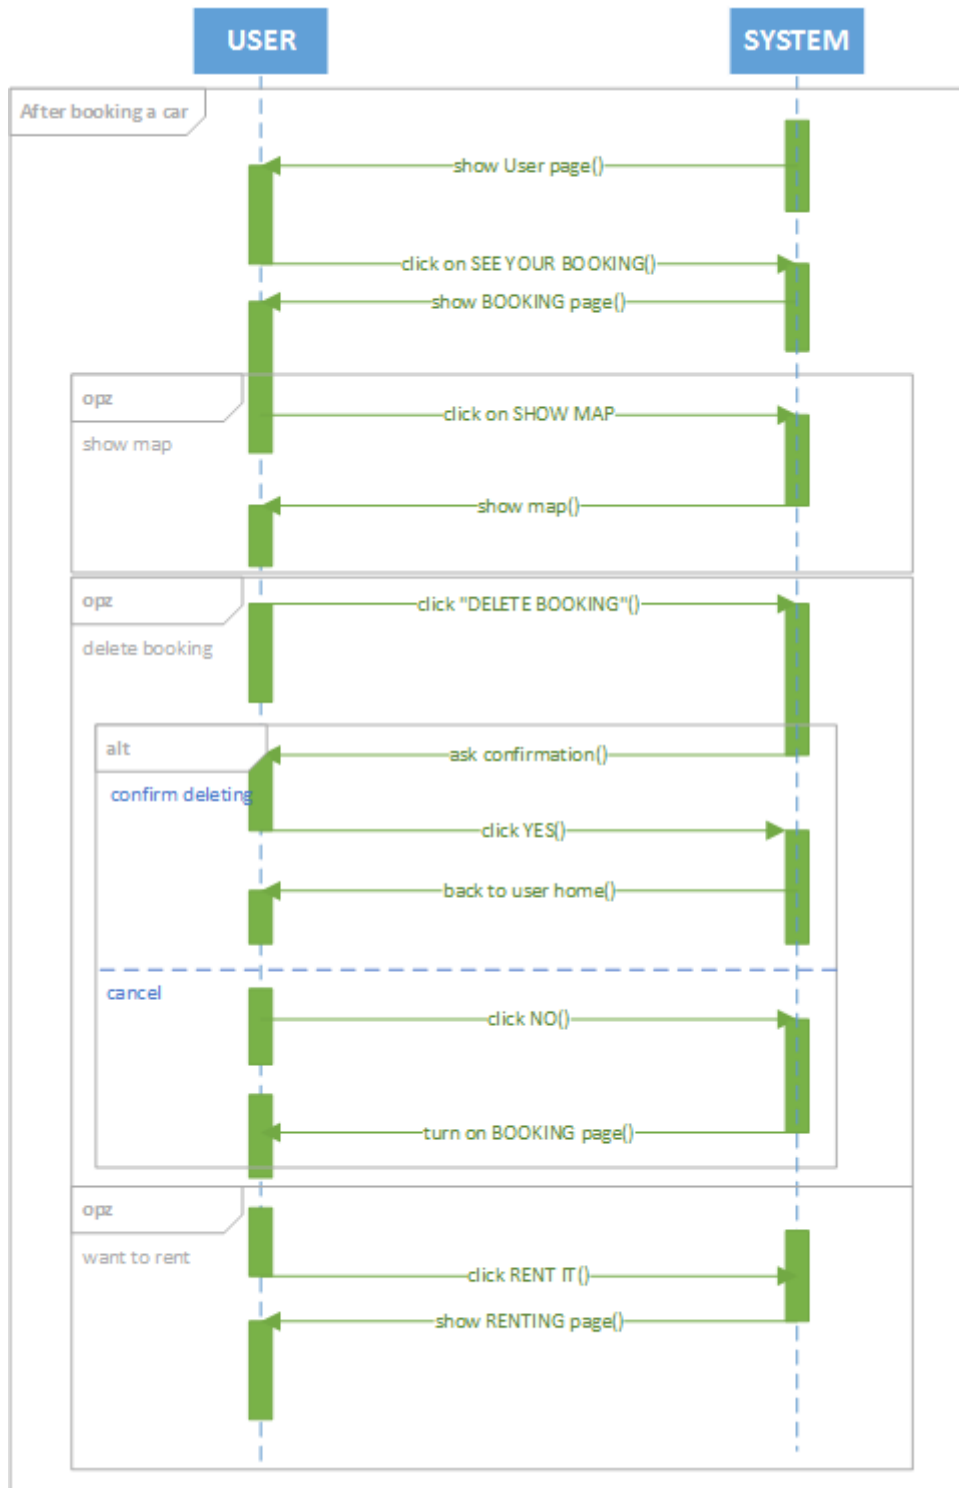 USER
SYSTEM
After booking a car
show User page()
click on SEE YOUR BOOKING()
show BOOKING page()
opz
show map
click on SHOW MAP
show map()
opz
delete booking
click "DELETE BOOKING"()
alt
confirm deleting
ask confirmation()
click YES()
back to user home()
cancel
click NO()
turn on BOOKING page()
opz
want to rent
click RENT IT()
show RENTING page()